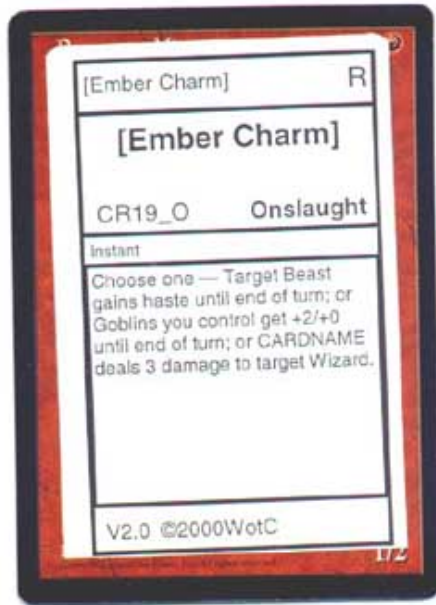 [Ember Charm] R
[Ember Charm]
CR19_O Onslaught
Instant
Choose one — Target Beast
gains haste until end of turn; or
Goblins you control get +2/+0
until end of turn; or CARDNAME
deals 3 damage to target Wizard.
V2.0 ©2000WotC
1/2